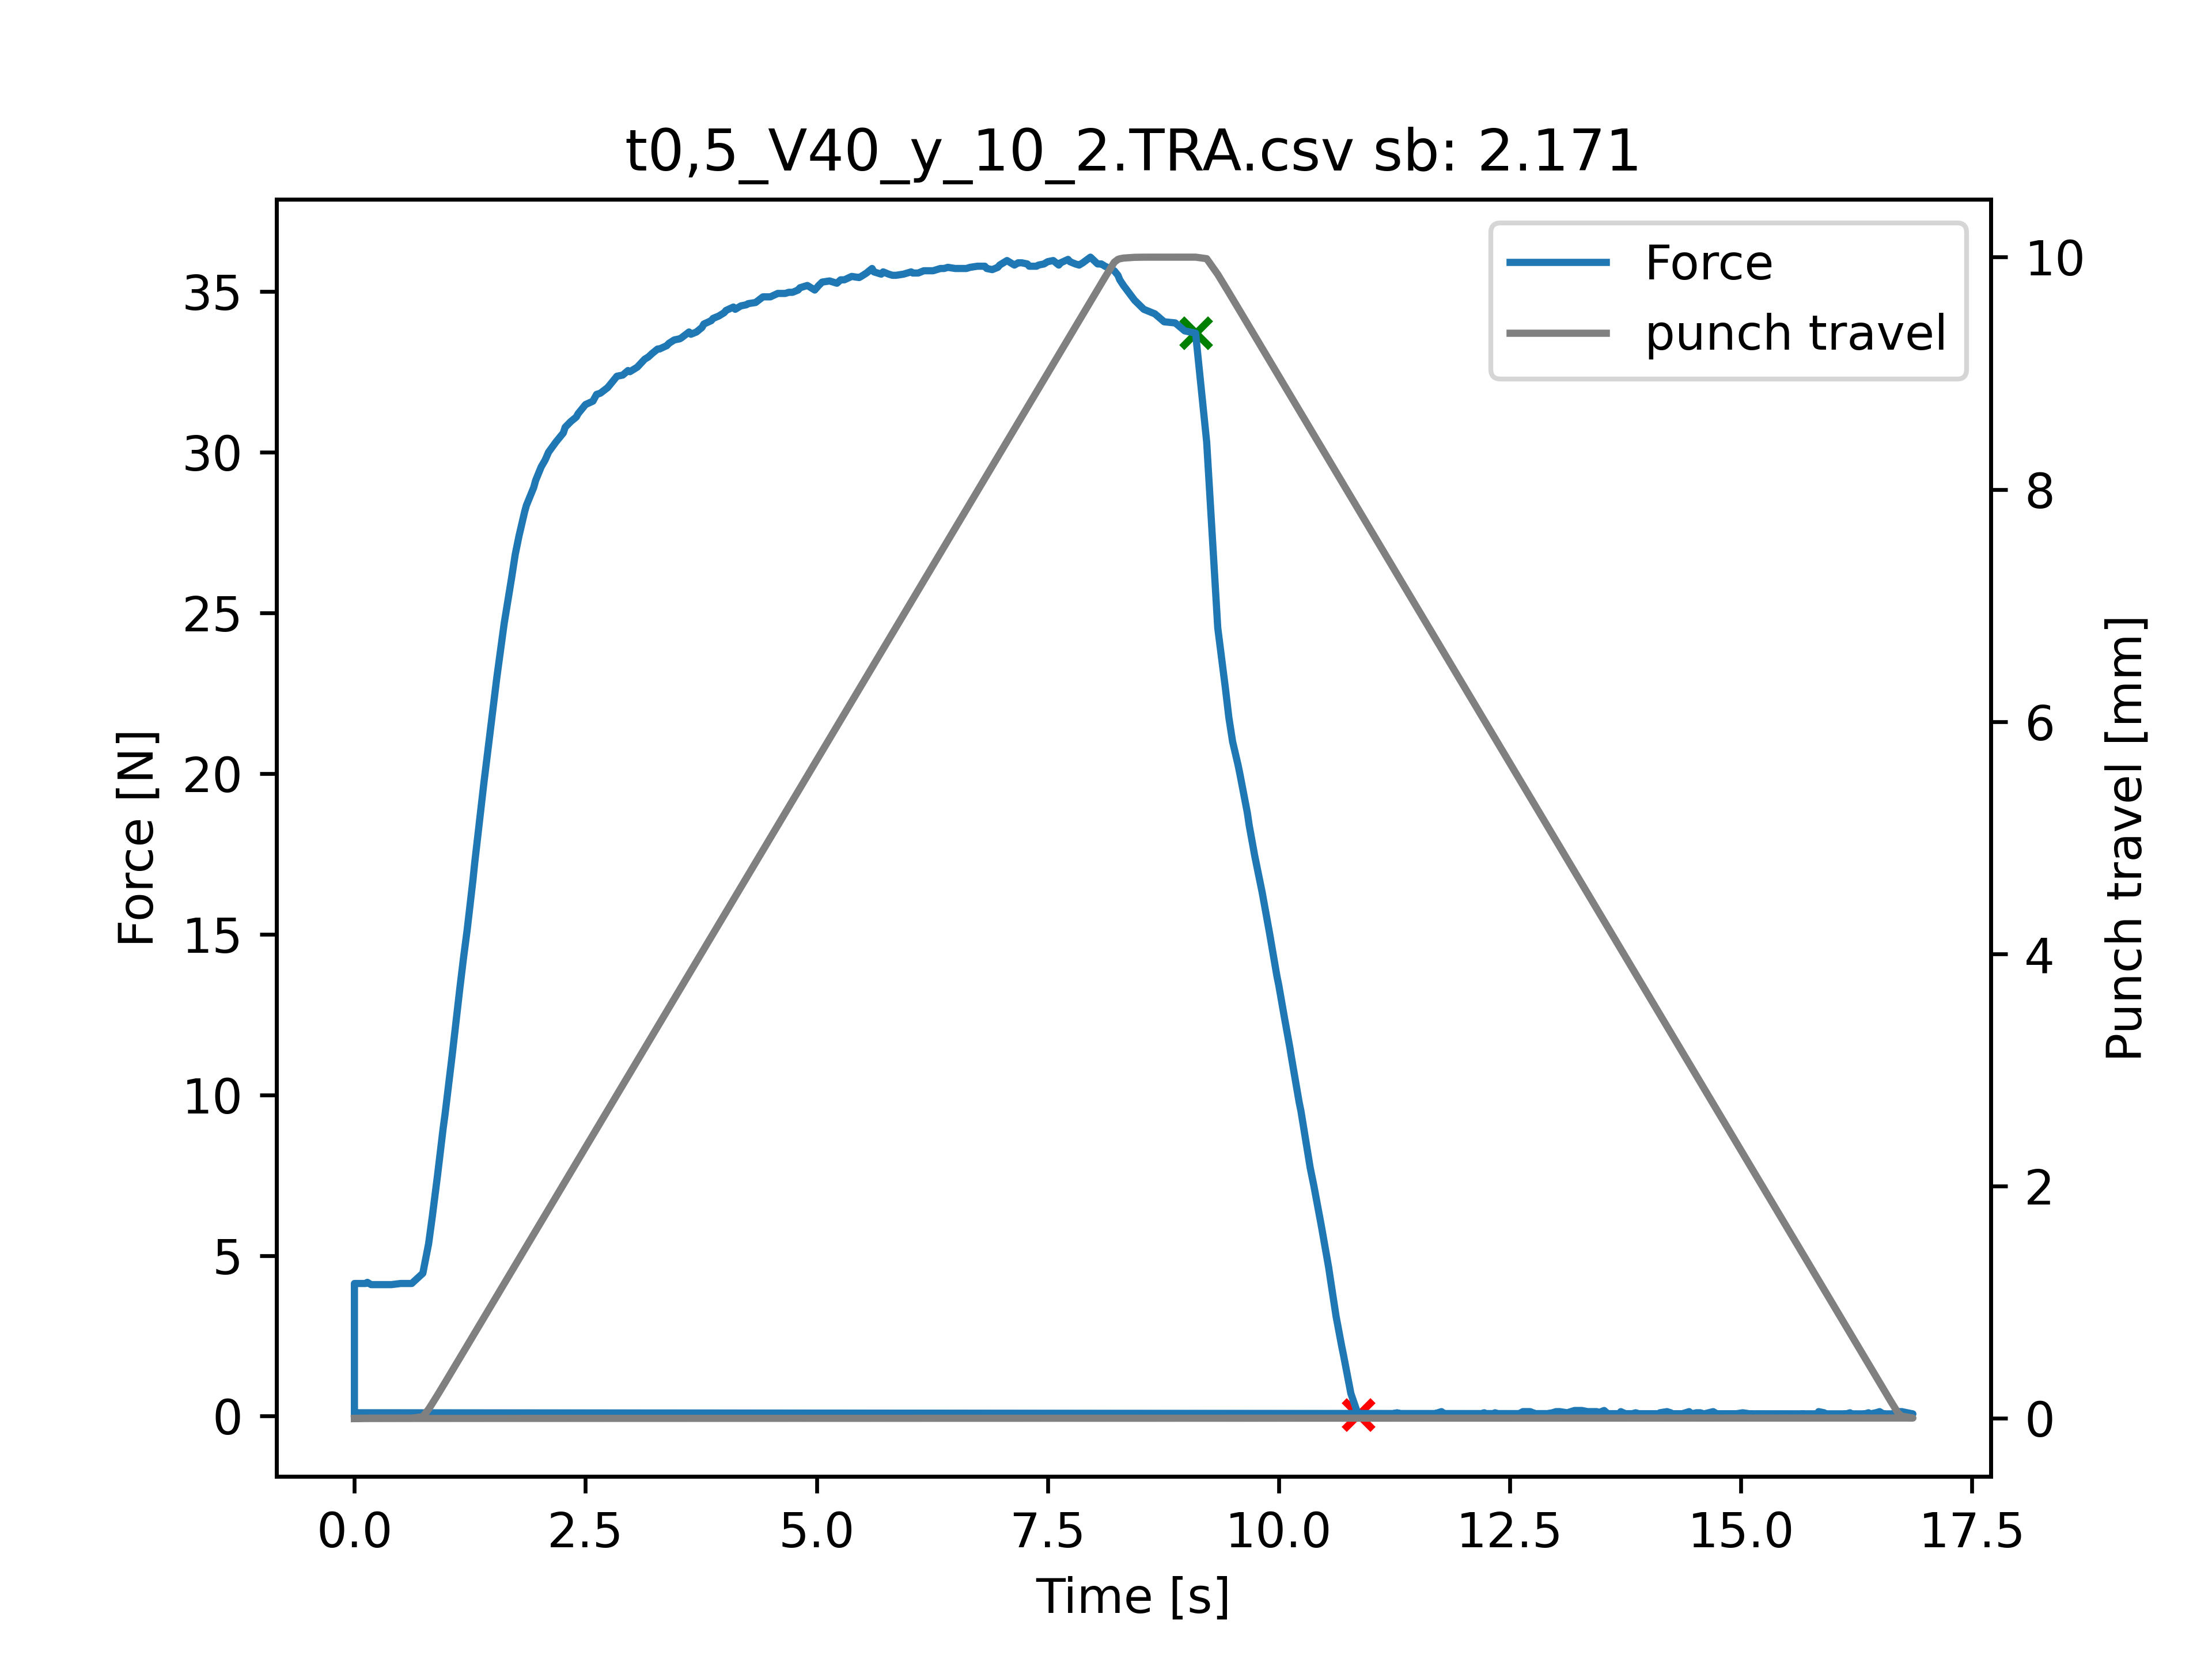 t0,5_V40_y_10_2.TRA.csv sb: 2.171
Force
punch travel
Force [N]
35
30
25
20
15
10
5
0
10
8
6
4
2
0
Punch travel [mm]
0.0 2.5 5.0 7.5 10.0 12.5 15.0 17.5
Time [s]